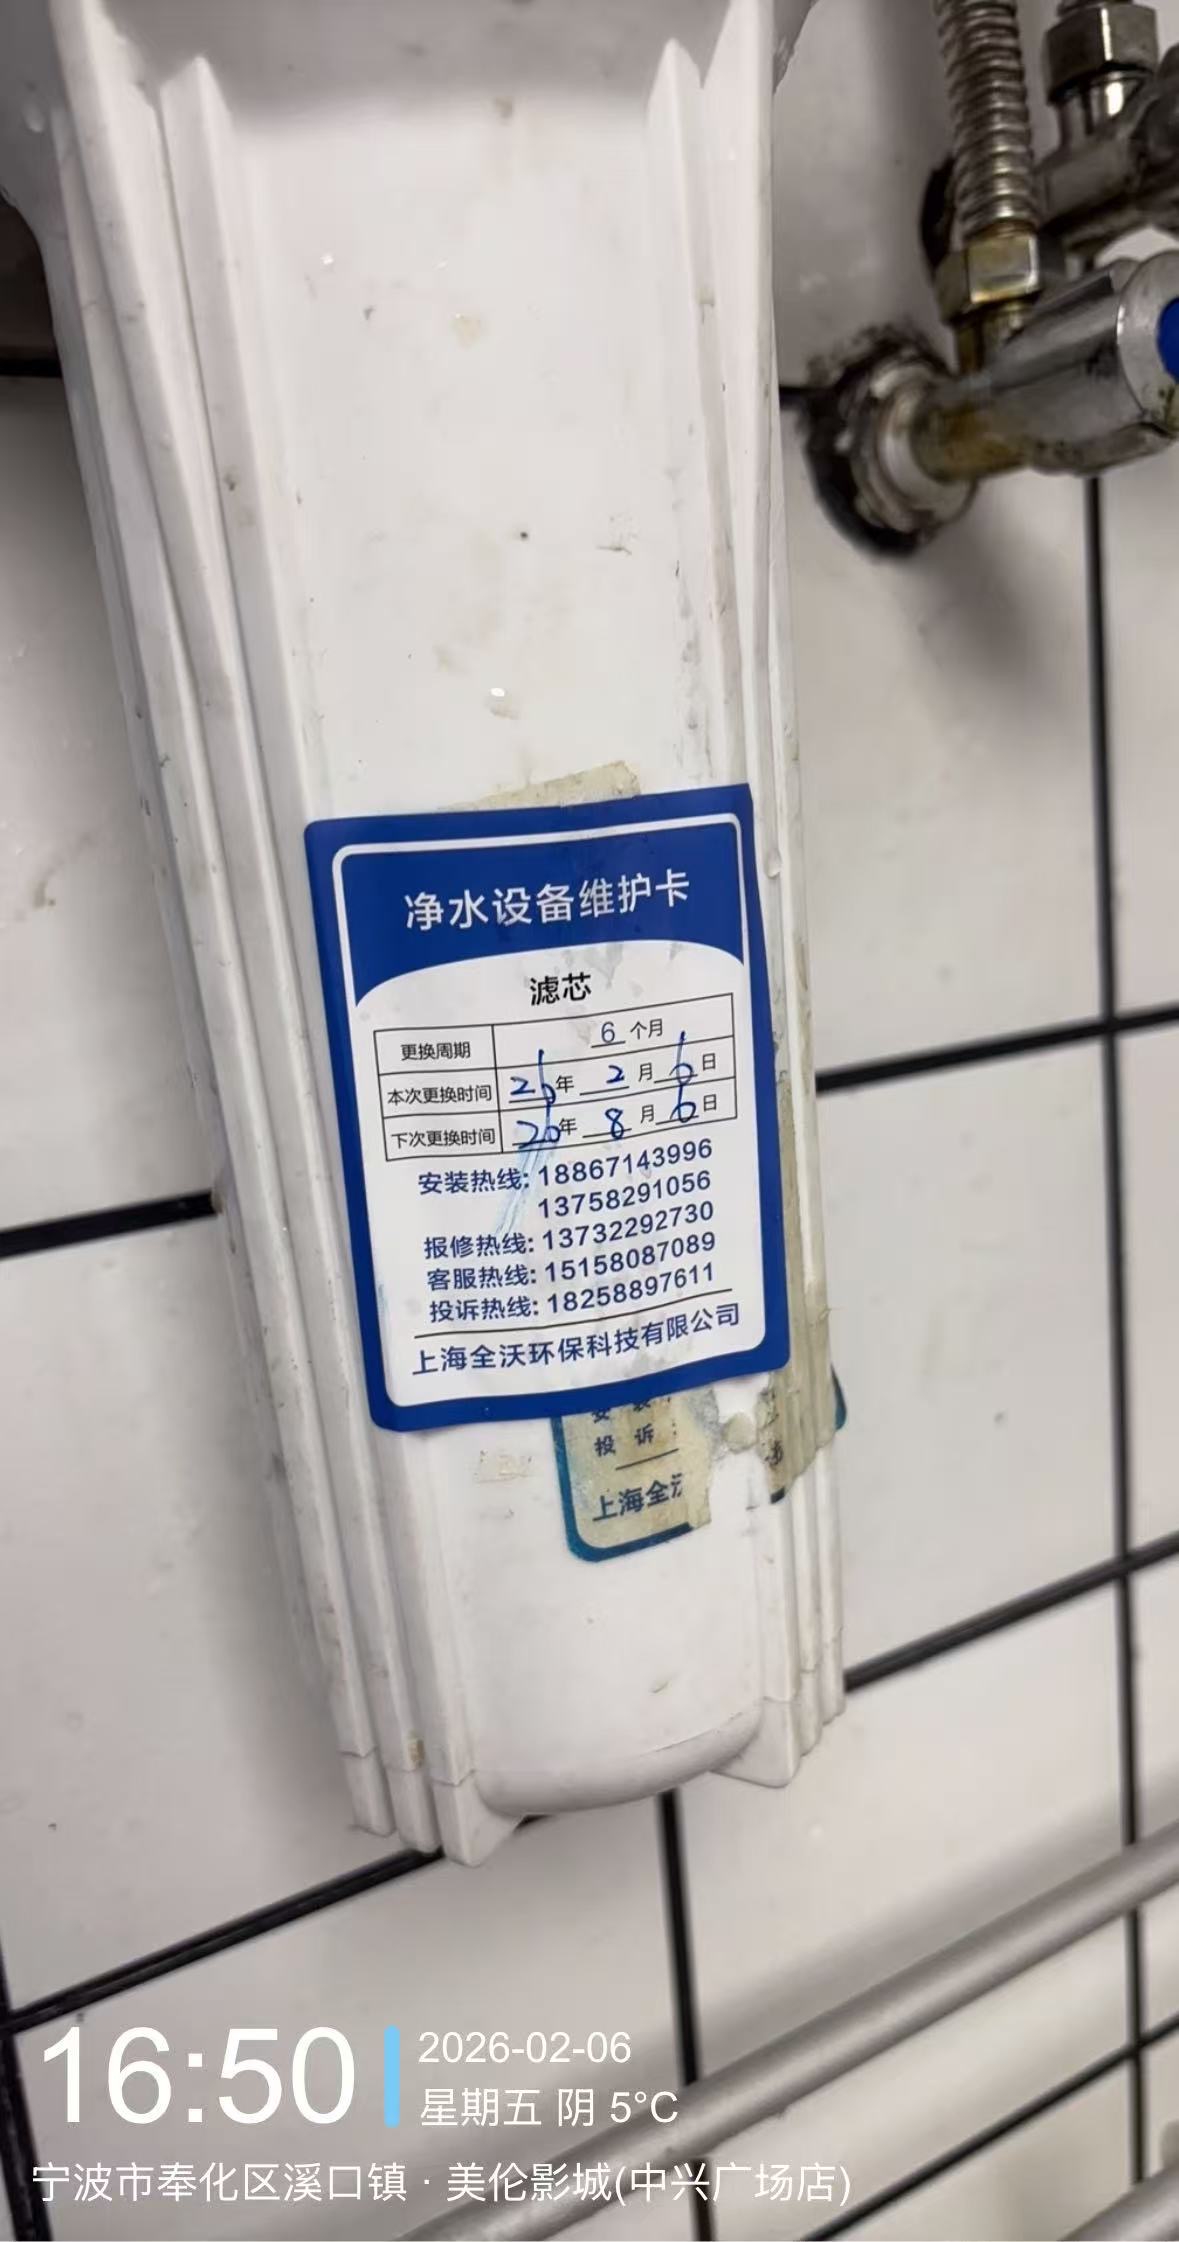 净水设备维护卡
滤芯
更换周期 6 个月
本次更换时间 26年 2 月 6 日
下次更换时间 26年 8 月 6 日
安装热线: 18867143996
13758291056
报修热线: 13732292730
客服热线: 15158087089
投诉热线: 18258897611
上海全沃环保科技有限公司
安 装
投 诉 :
上海全沃
16:50
2026-02-06
星期五 阴 5°C
宁波市奉化区溪口镇 · 美伦影城(中兴广场店)